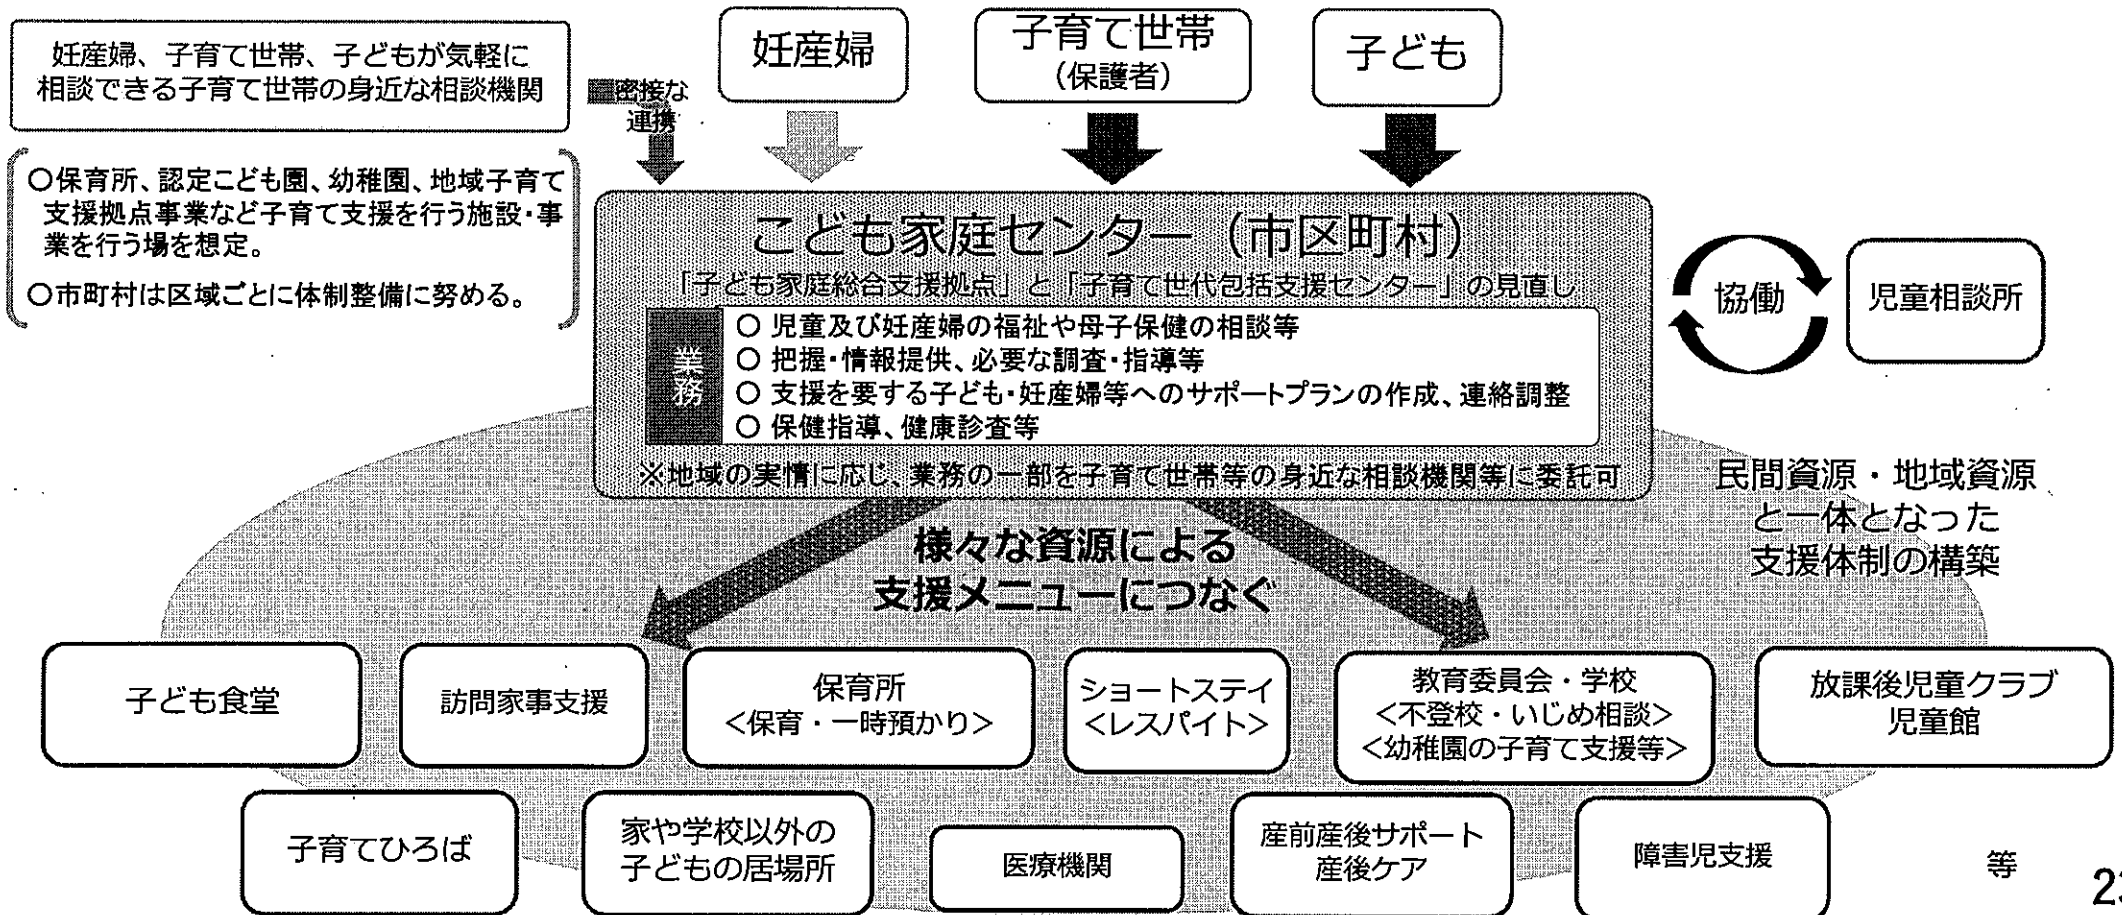 妊産婦、子育て世帯、子どもが気軽に
相談できる子育て世帯の身近な相談機関
〇保育所、認定こども園、幼稚園、地域子育て
支援拠点事業など子育て支援を行う施設・事
業を行う場を想定。
〇市町村は区域ごとに体制整備に努める。
密接な
連携
妊産婦
子育て世帯
（保護者）
子ども
こども家庭センター（市区町村）
「子ども家庭総合支援拠点」と「子育て世代包括支援センター」の見直し
業務
〇 児童及び妊産婦の福祉や母子保健の相談等
〇 把握・情報提供、必要な調査・指導等
〇 支援を要する子ども・妊産婦等へのサポートプランの作成、連絡調整
〇 保健指導、健康診査等
※地域の実情に応じ、業務の一部を子育て世帯等の身近な相談機関等に委託可
協働
児童相談所
民間資源・地域資源
と一体となった
支援体制の構築
様々な資源による
支援メニューにつなぐ
子ども食堂
訪問家事支援
保育所
＜保育・一時預かり＞
ショートステイ
＜レスパイト＞
教育委員会・学校
＜不登校・いじめ相談＞
＜幼稚園の子育て支援等＞
放課後児童クラブ
児童館
子育てひろば
家や学校以外の
子どもの居場所
医療機関
産前産後サポート
産後ケア
障害児支援
等